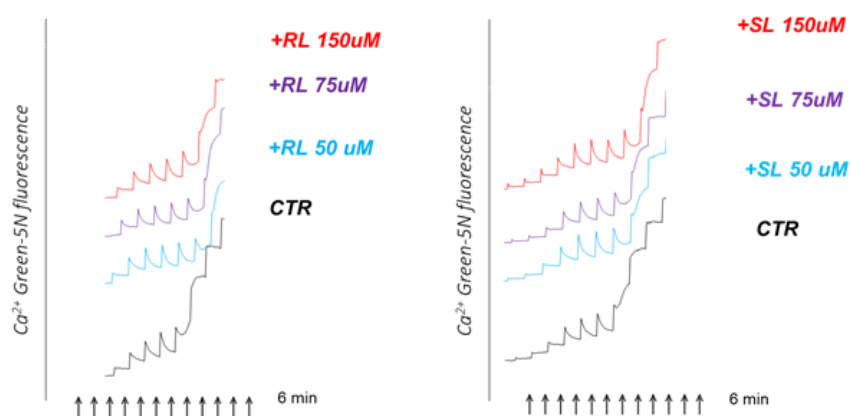 Ca²⁺ Green-5N fluorescence
+RL 150uM
+RL 75uM
+RL 50 uM
CTR
6 min
Ca²⁺ Green-5N fluorescence
+SL 150uM
+SL 75uM
+SL 50 uM
CTR
6 min